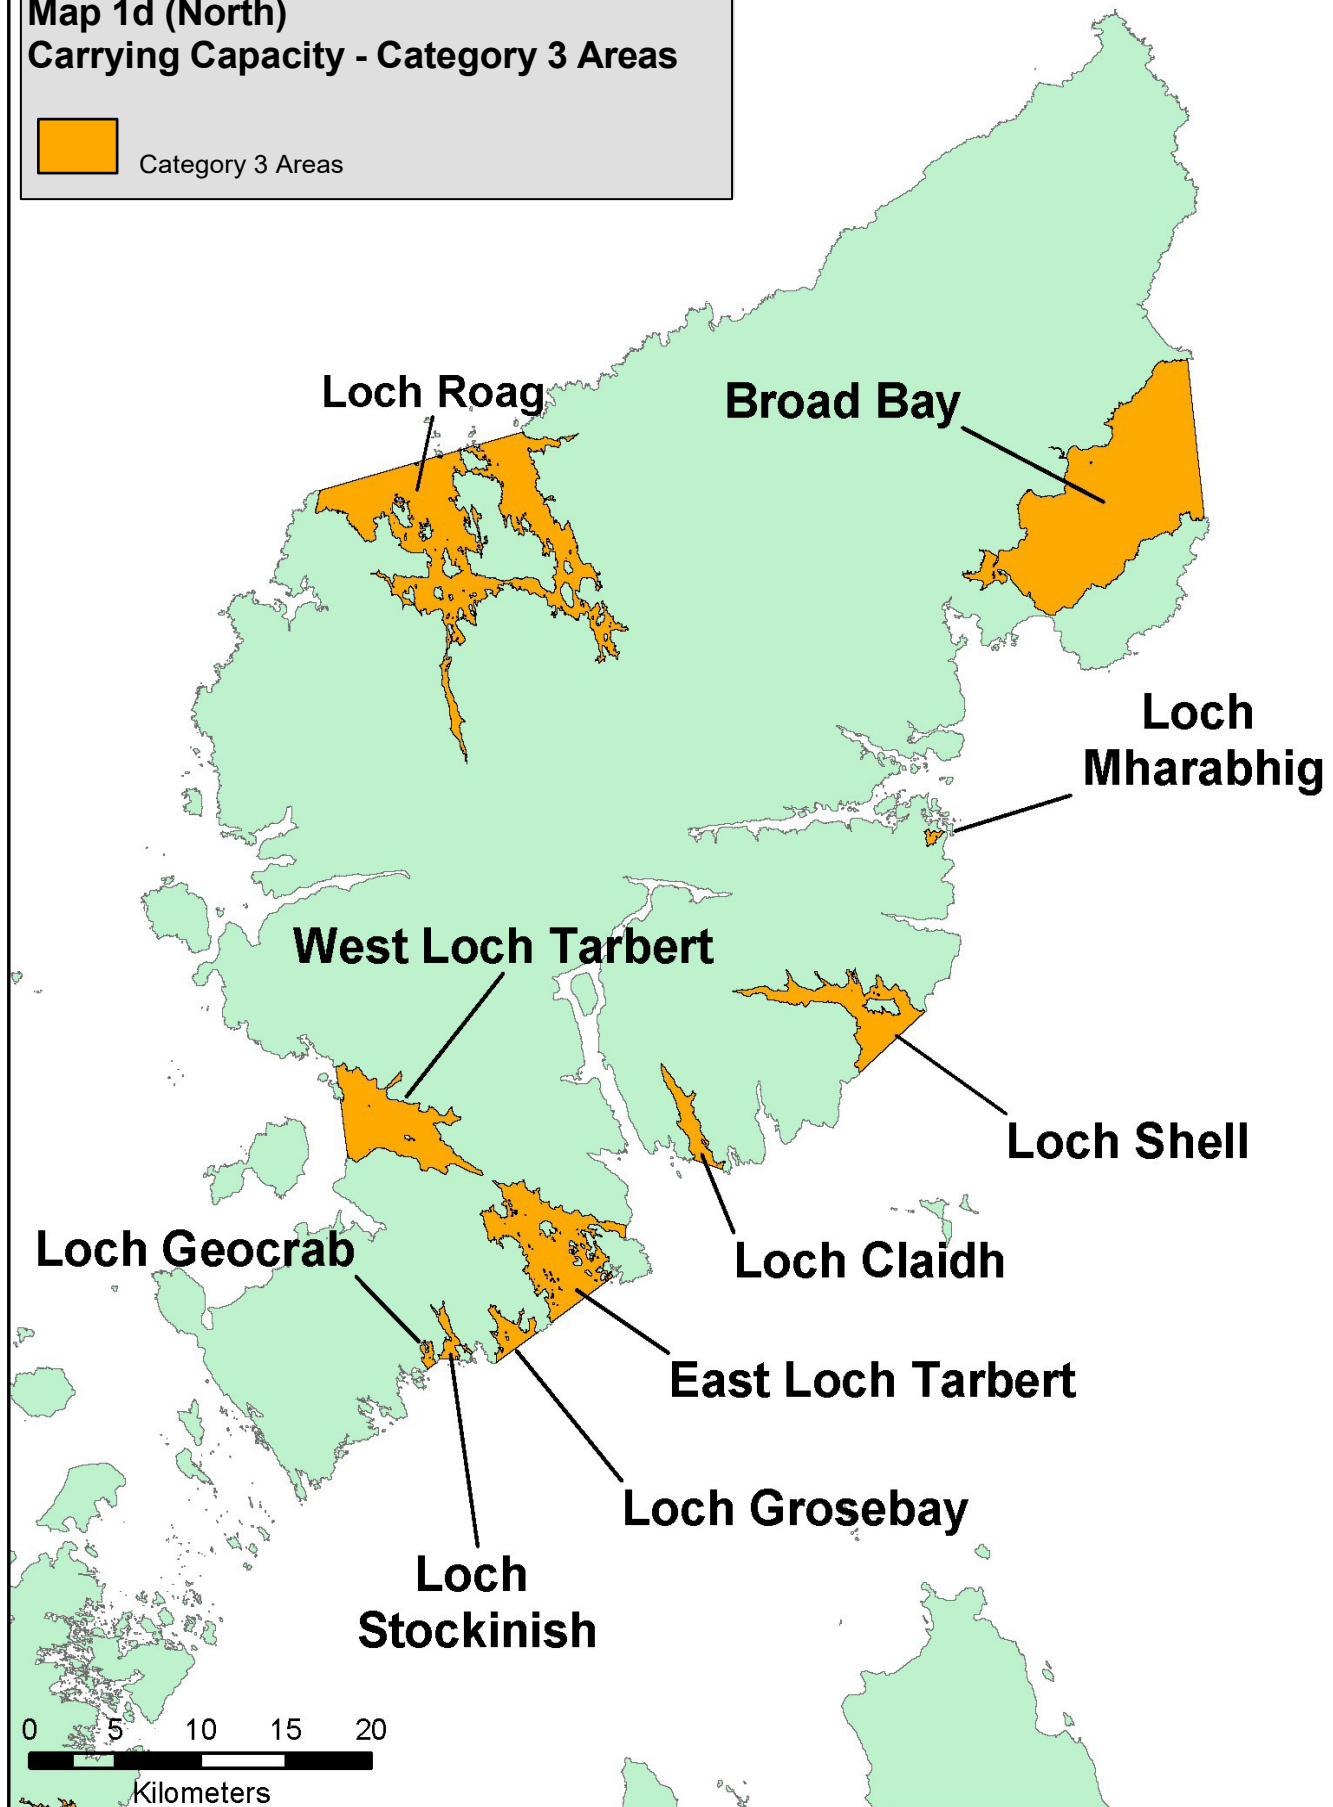 Map 1d (North)
Carrying Capacity - Category 3 Areas
Category 3 Areas
Loch Roag
Broad Bay
Loch
Mharabhig
West Loch Tarbert
Loch Shell
Loch Geocrab
Loch Claidh
East Loch Tarbert
Loch Grosebay
Loch
Stockinish
0 5 10 15 20
Kilometers